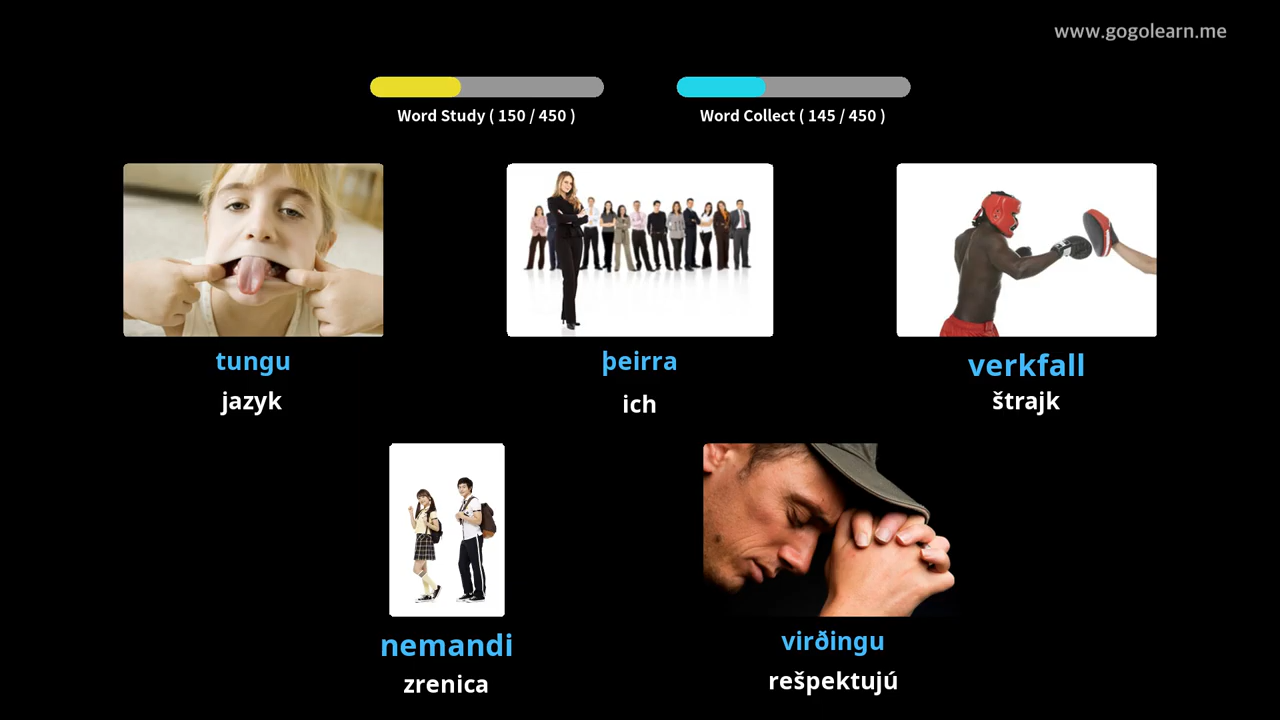 www.gogolearn.me
Word Study ( 150 / 450 )
Word Collect ( 145 / 450 )
tungu
jazyk
þeirra
ich
verkfall
štrajk
nemandi
zrenica
virðingu
rešpektujú